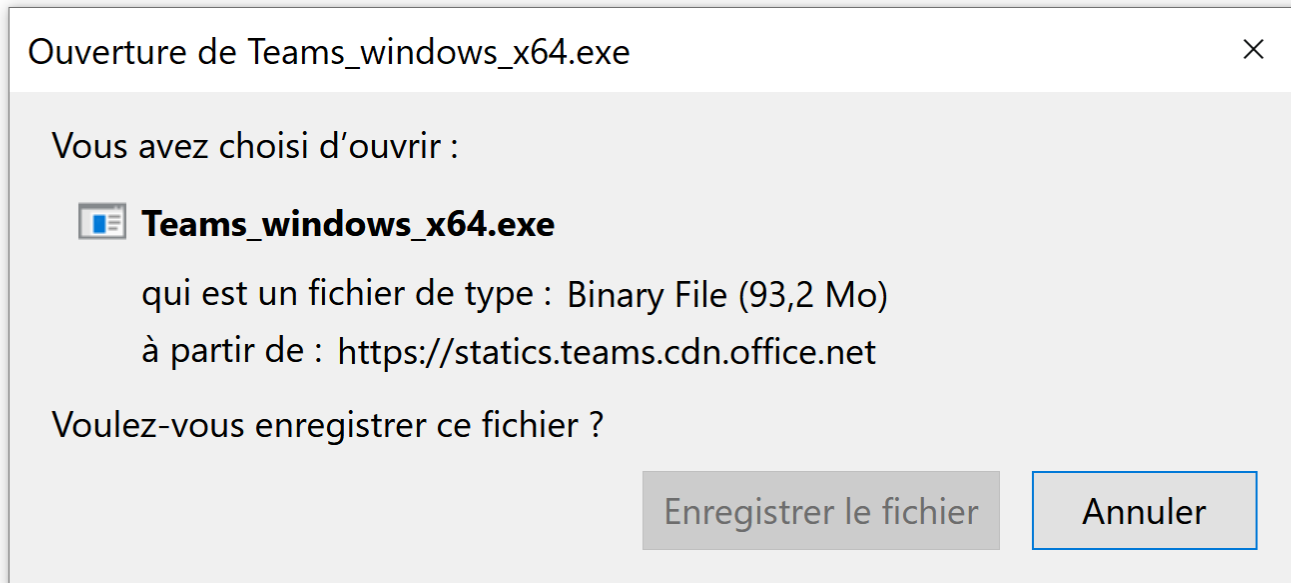 Ouverture de Teams_windows_x64.exe
Vous avez choisi d’ouvrir :
Teams_windows_x64.exe
qui est un fichier de type : Binary File (93,2 Mo)
à partir de : https://statics.teams.cdn.office.net
Voulez-vous enregistrer ce fichier ?
Enregistrer le fichier Annuler